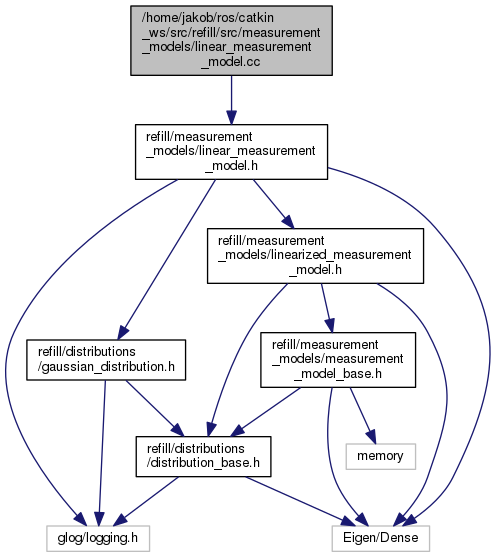 /home/jakob/ros/catkin
_ws/src/refill/src/measurement
_models/linear_measurement
_model.cc
refill/measurement
_models/linear_measurement
_model.h
refill/measurement
_models/linearized_measurement
_model.h
refill/distributions
/gaussian_distribution.h
refill/measurement
_models/measurement
_model_base.h
refill/distributions
/distribution_base.h
memory
glog/logging.h
Eigen/Dense